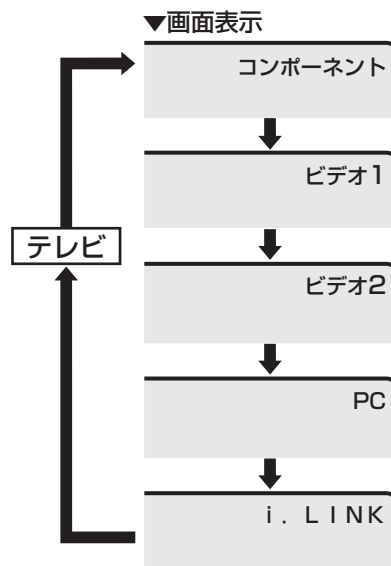 ▼画面表示
コンポーネント
ビデオ1
テレビ
ビデオ2
PC
i.LINK